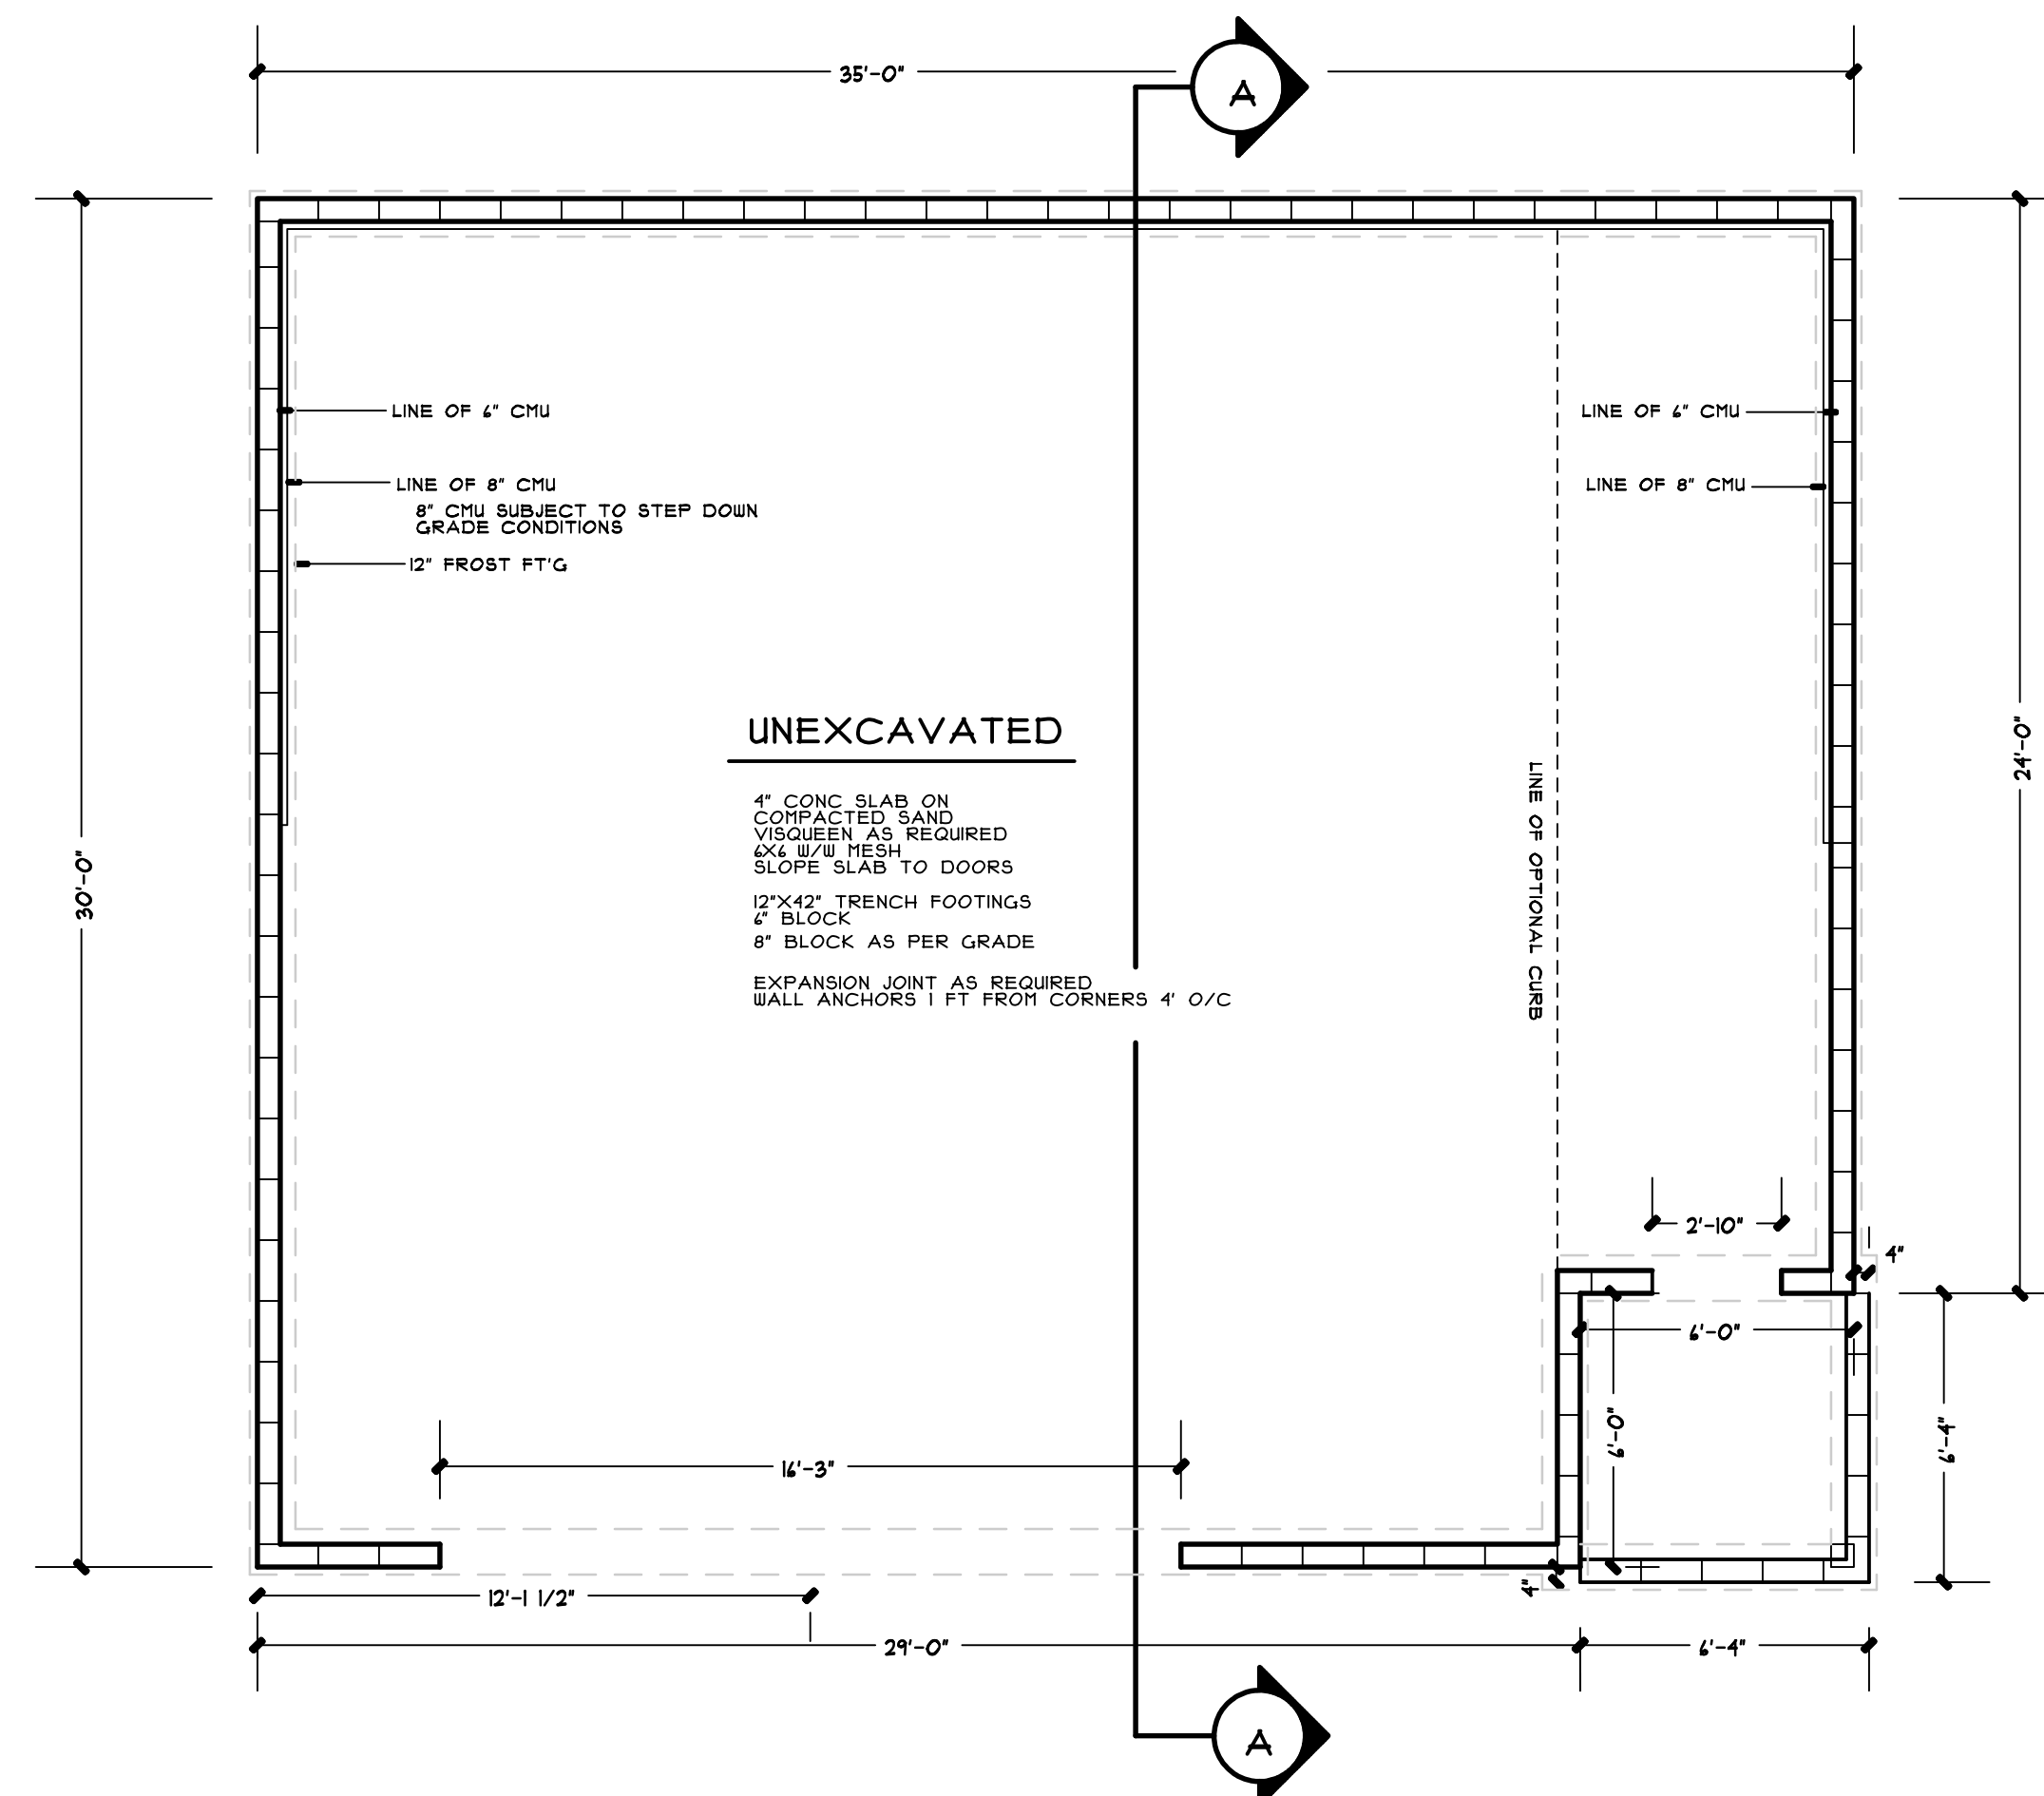 35'-0"
A
LINE OF 6" CMU
LINE OF 6" CMU
LINE OF 8" CMU
LINE OF 8" CMU
8" CMU SUBJECT TO STEP DOWN
GRADE CONDITIONS
12" FROST FT'G
UNEXCAVATED
24'-0"
4" CONC SLAB ON
COMPACTED SAND
VISQUEEN AS REQUIRED
6X6 W/W MESH
SLOPE SLAB TO DOORS
30'-0"
LINE OF OPTIONAL CURB
12"X42" TRENCH FOOTINGS
6" BLOCK
8" BLOCK AS PER GRADE
EXPANSION JOINT AS REQUIRED
WALL ANCHORS 1 FT FROM CORNERS 4' O/C
2'-10"
4"
6'-0"
6'-0"
6'-4"
16'-3"
4"
12'-1 1/2"
29'-0"
6'-4"
A